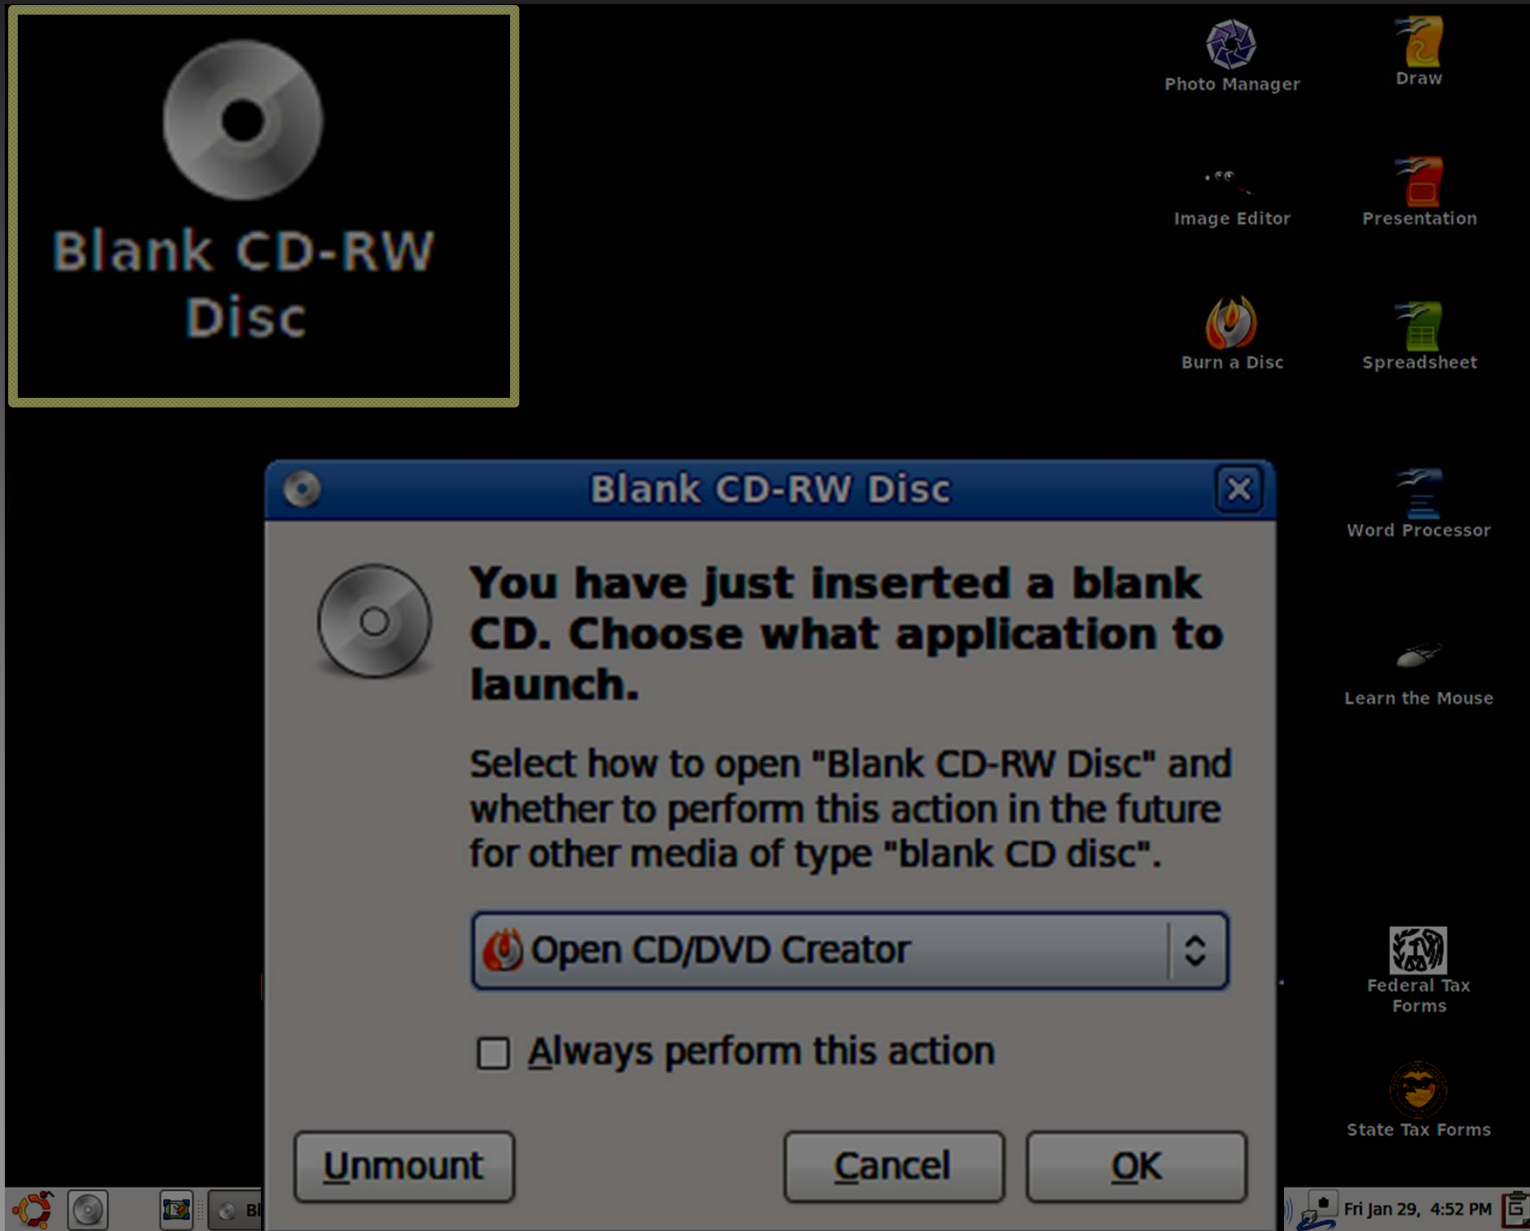 Blank CD-RW
Disc
Photo Manager
Draw
Image Editor
Presentation
Burn a Disc
Spreadsheet
Blank CD-RW Disc
Word Processor
You have just inserted a blank
CD. Choose what application to
launch.
Learn the Mouse
Select how to open "Blank CD-RW Disc" and
whether to perform this action in the future
for other media of type "blank CD disc".
Open CD/DVD Creator
Federal Tax
Forms
Always perform this action
State Tax Forms
Unmount
Cancel
OK
Bl
Fri Jan 29, 4:52 PM